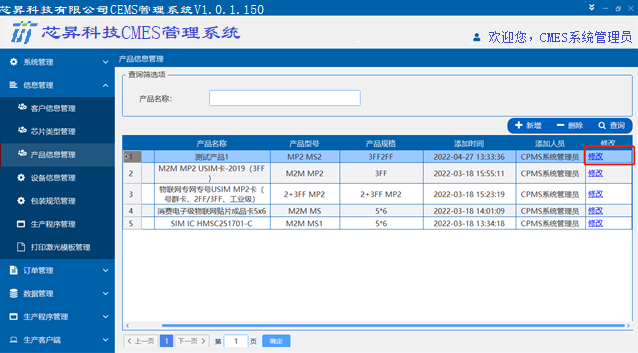 芯昇科技有限公司CEMS管理系统V1.0.1.150
芯昇科技CMES管理系统
欢迎您，CMES系统管理员
系统管理
信息管理
客户信息管理
芯片类型管理
产品信息管理
设备信息管理
包装规范管理
生产程序管理
打印激光模板管理
订单管理
数据管理
生产程序管理
生产客户端
产品信息管理
查询筛选项
产品名称：
新增 删除 查询
产品名称 产品型号 产品规格 添加时间 添加人员 修改
1 测试产品1 MP2 MS2 3FF2FF 2022-04-27 13:33:36 CPMS系统管理员 修改
2 M2M MP2 USIM卡-2019（3FF
） M2M MP2 3FF 2022-03-18 15:55:11 CPMS系统管理员 修改
3 物联网专网专号USIM MP2卡（
号群卡、2FF/3FF、工业级） 2+3FF MP2 2+3FF MP2 2022-03-18 15:23:19 CPMS系统管理员 修改
4 消费电子级物联网贴片成品卡5x6 M2M MS 5*6 2022-03-18 14:01:09 CPMS系统管理员 修改
5 SIM IC HMSC251701-C M2M MS1 5*6 2022-03-18 13:34:18 CPMS系统管理员 修改
上一页 1 下一页 第 1 页 确定